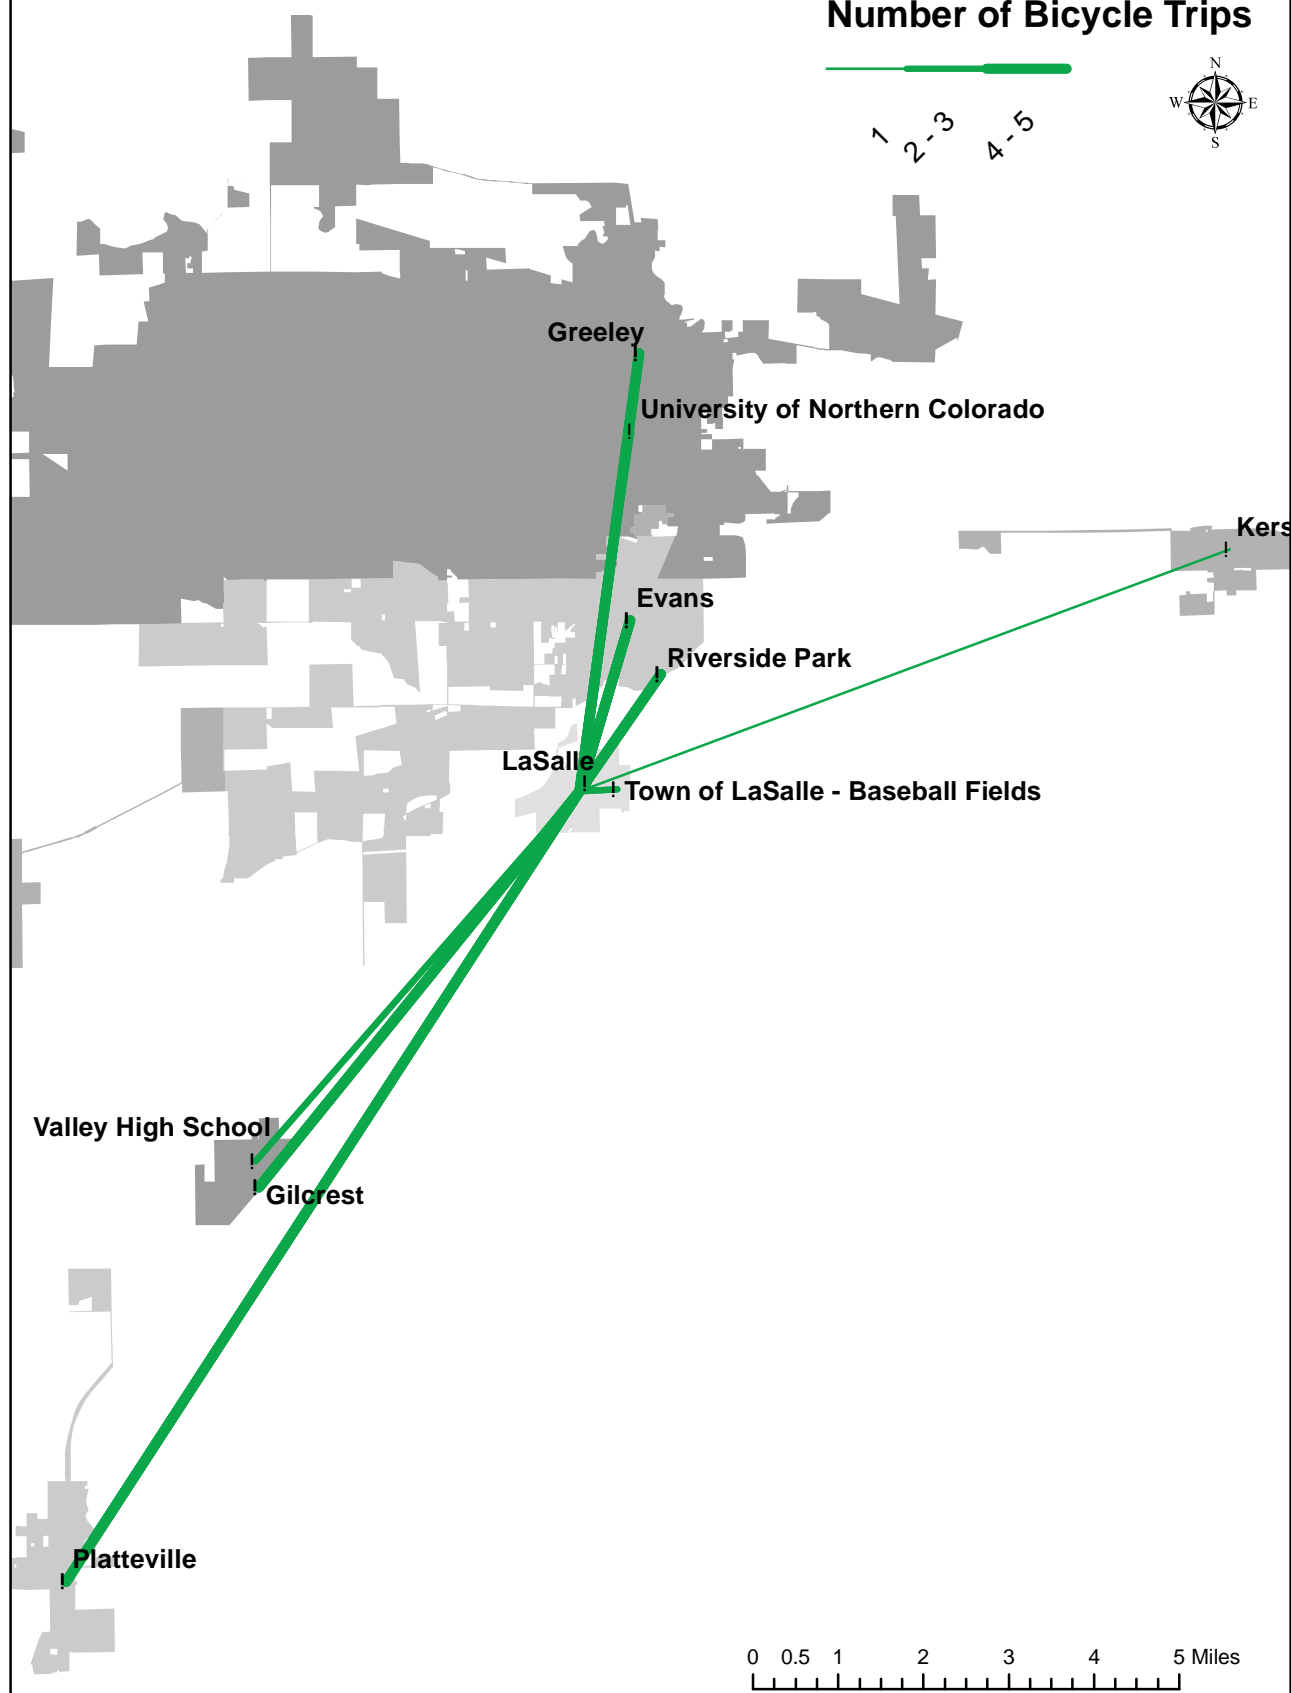 Number of Bicycle Trips
N
W E
S
1
2 - 3
4 - 5
Greeley
University of Northern Colorado
Kers
Evans
Riverside Park
LaSalle
Town of LaSalle - Baseball Fields
Valley High School
Gilcrest
Platteville
0 0.5 1 2 3 4 5 Miles